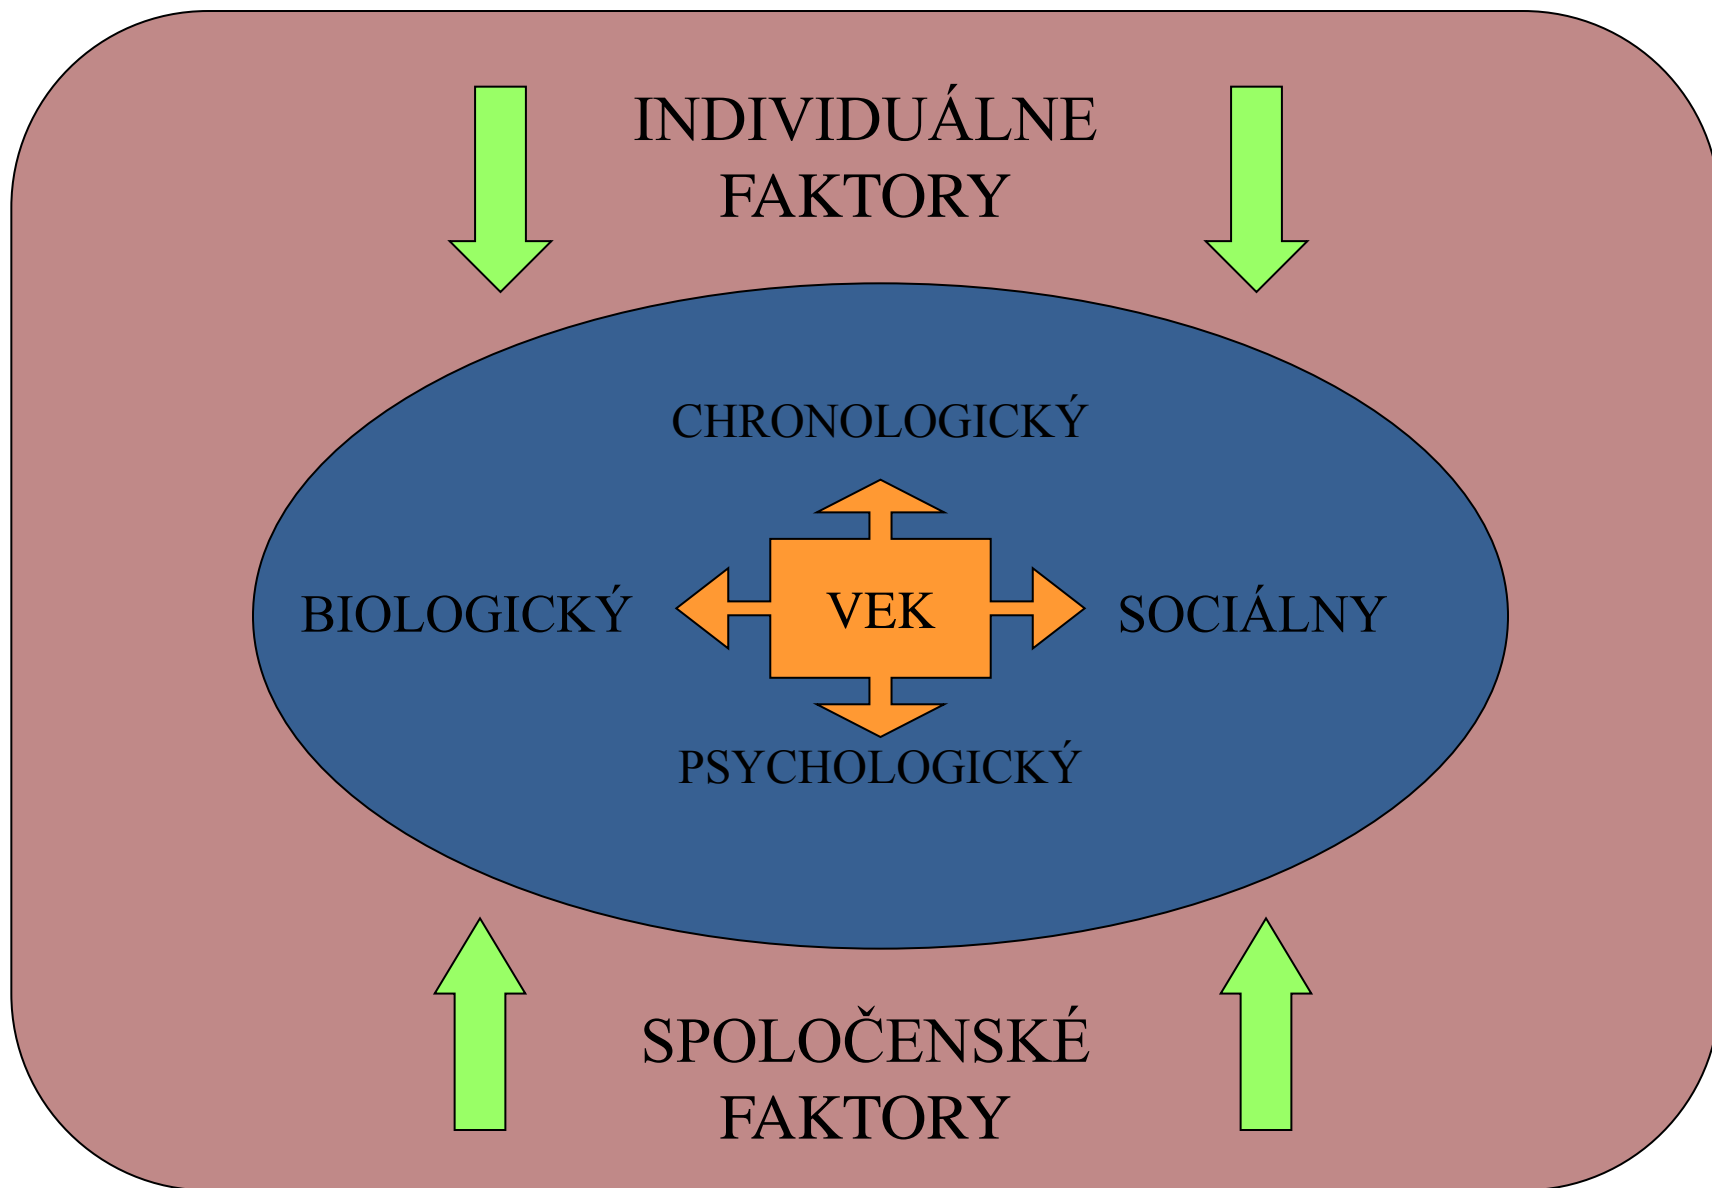 INDIVIDUÁLNE
FAKTORY
CHRONOLOGICKÝ
BIOLOGICKÝ
VEK
SOCIÁLNY
PSYCHOLOGICKÝ
SPOLOČENSKÉ
FAKTORY